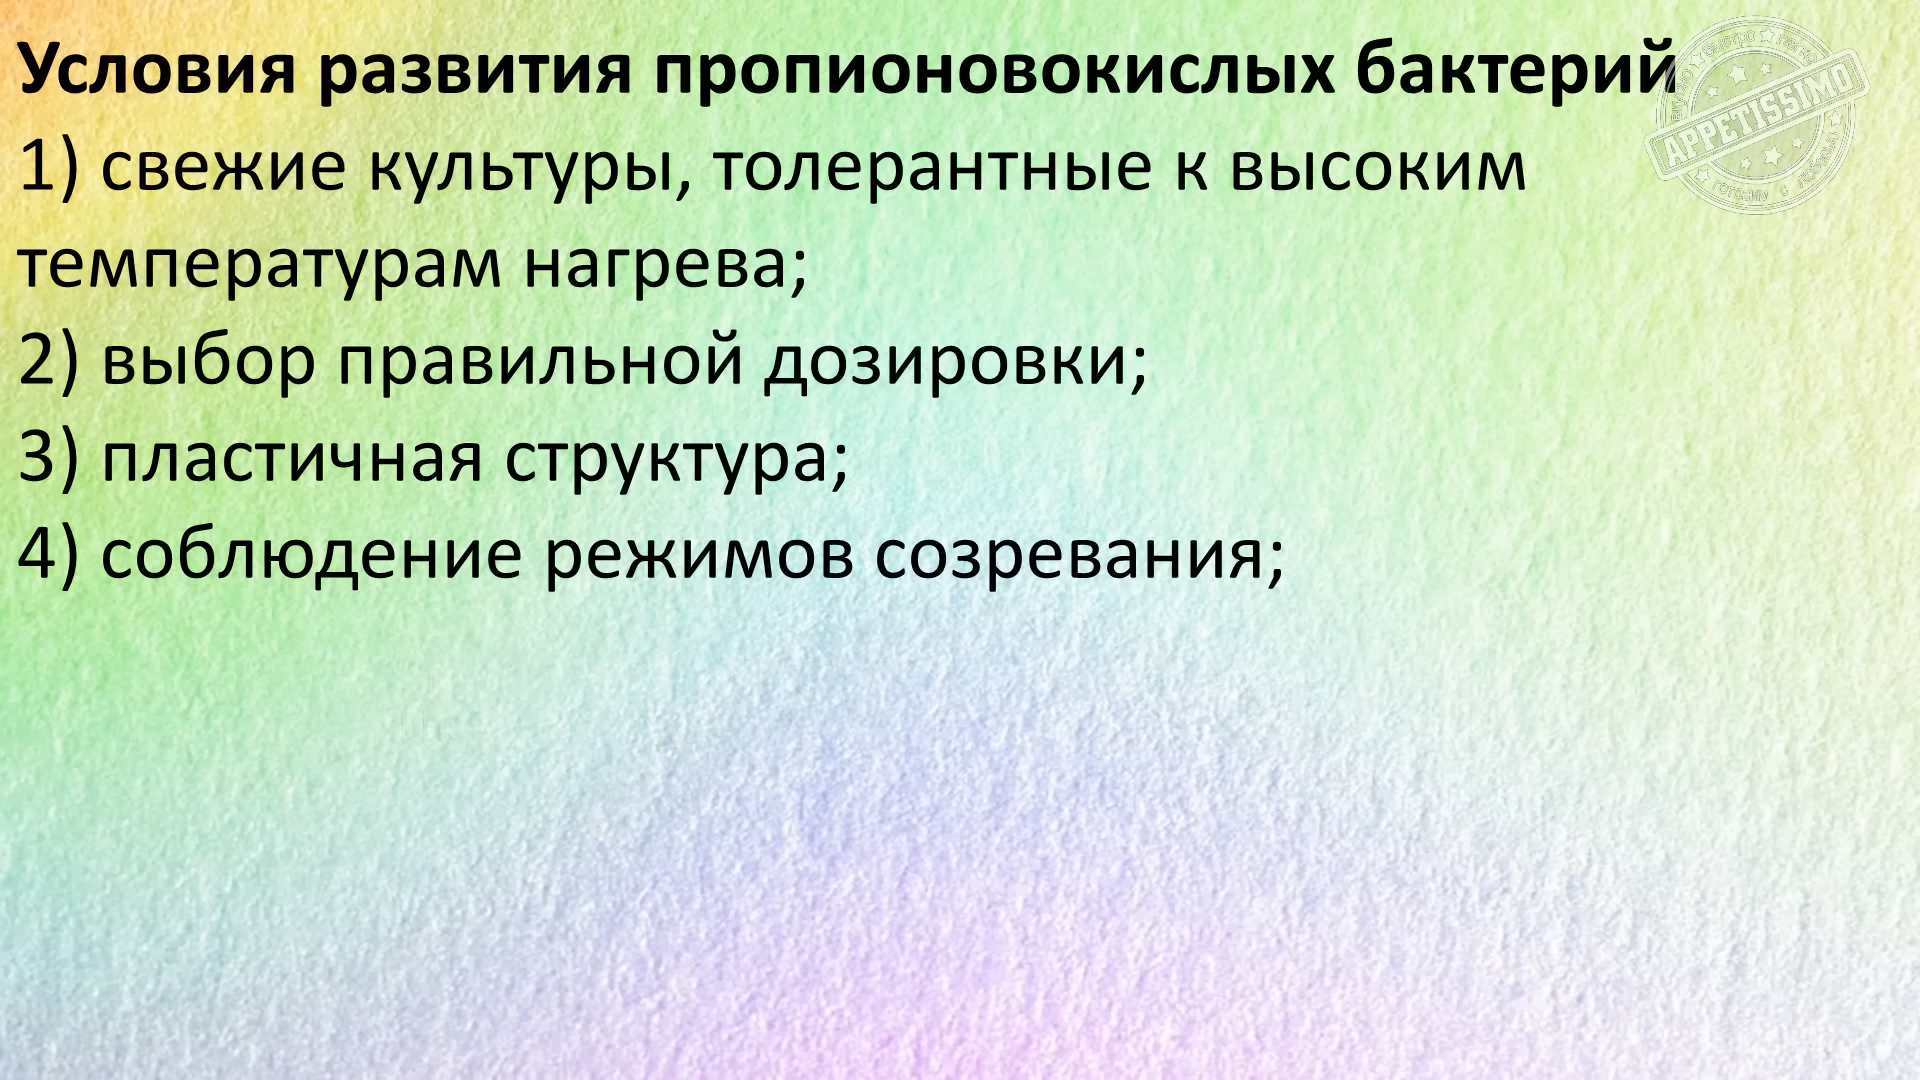 Условия развития пропионовокислых бактерий
1) свежие культуры, толерантные к высоким
температурам нагрева;
2) выбор правильной дозировки;
3) пластичная структура;
4) соблюдение режимов созревания;
APPETISSIMO